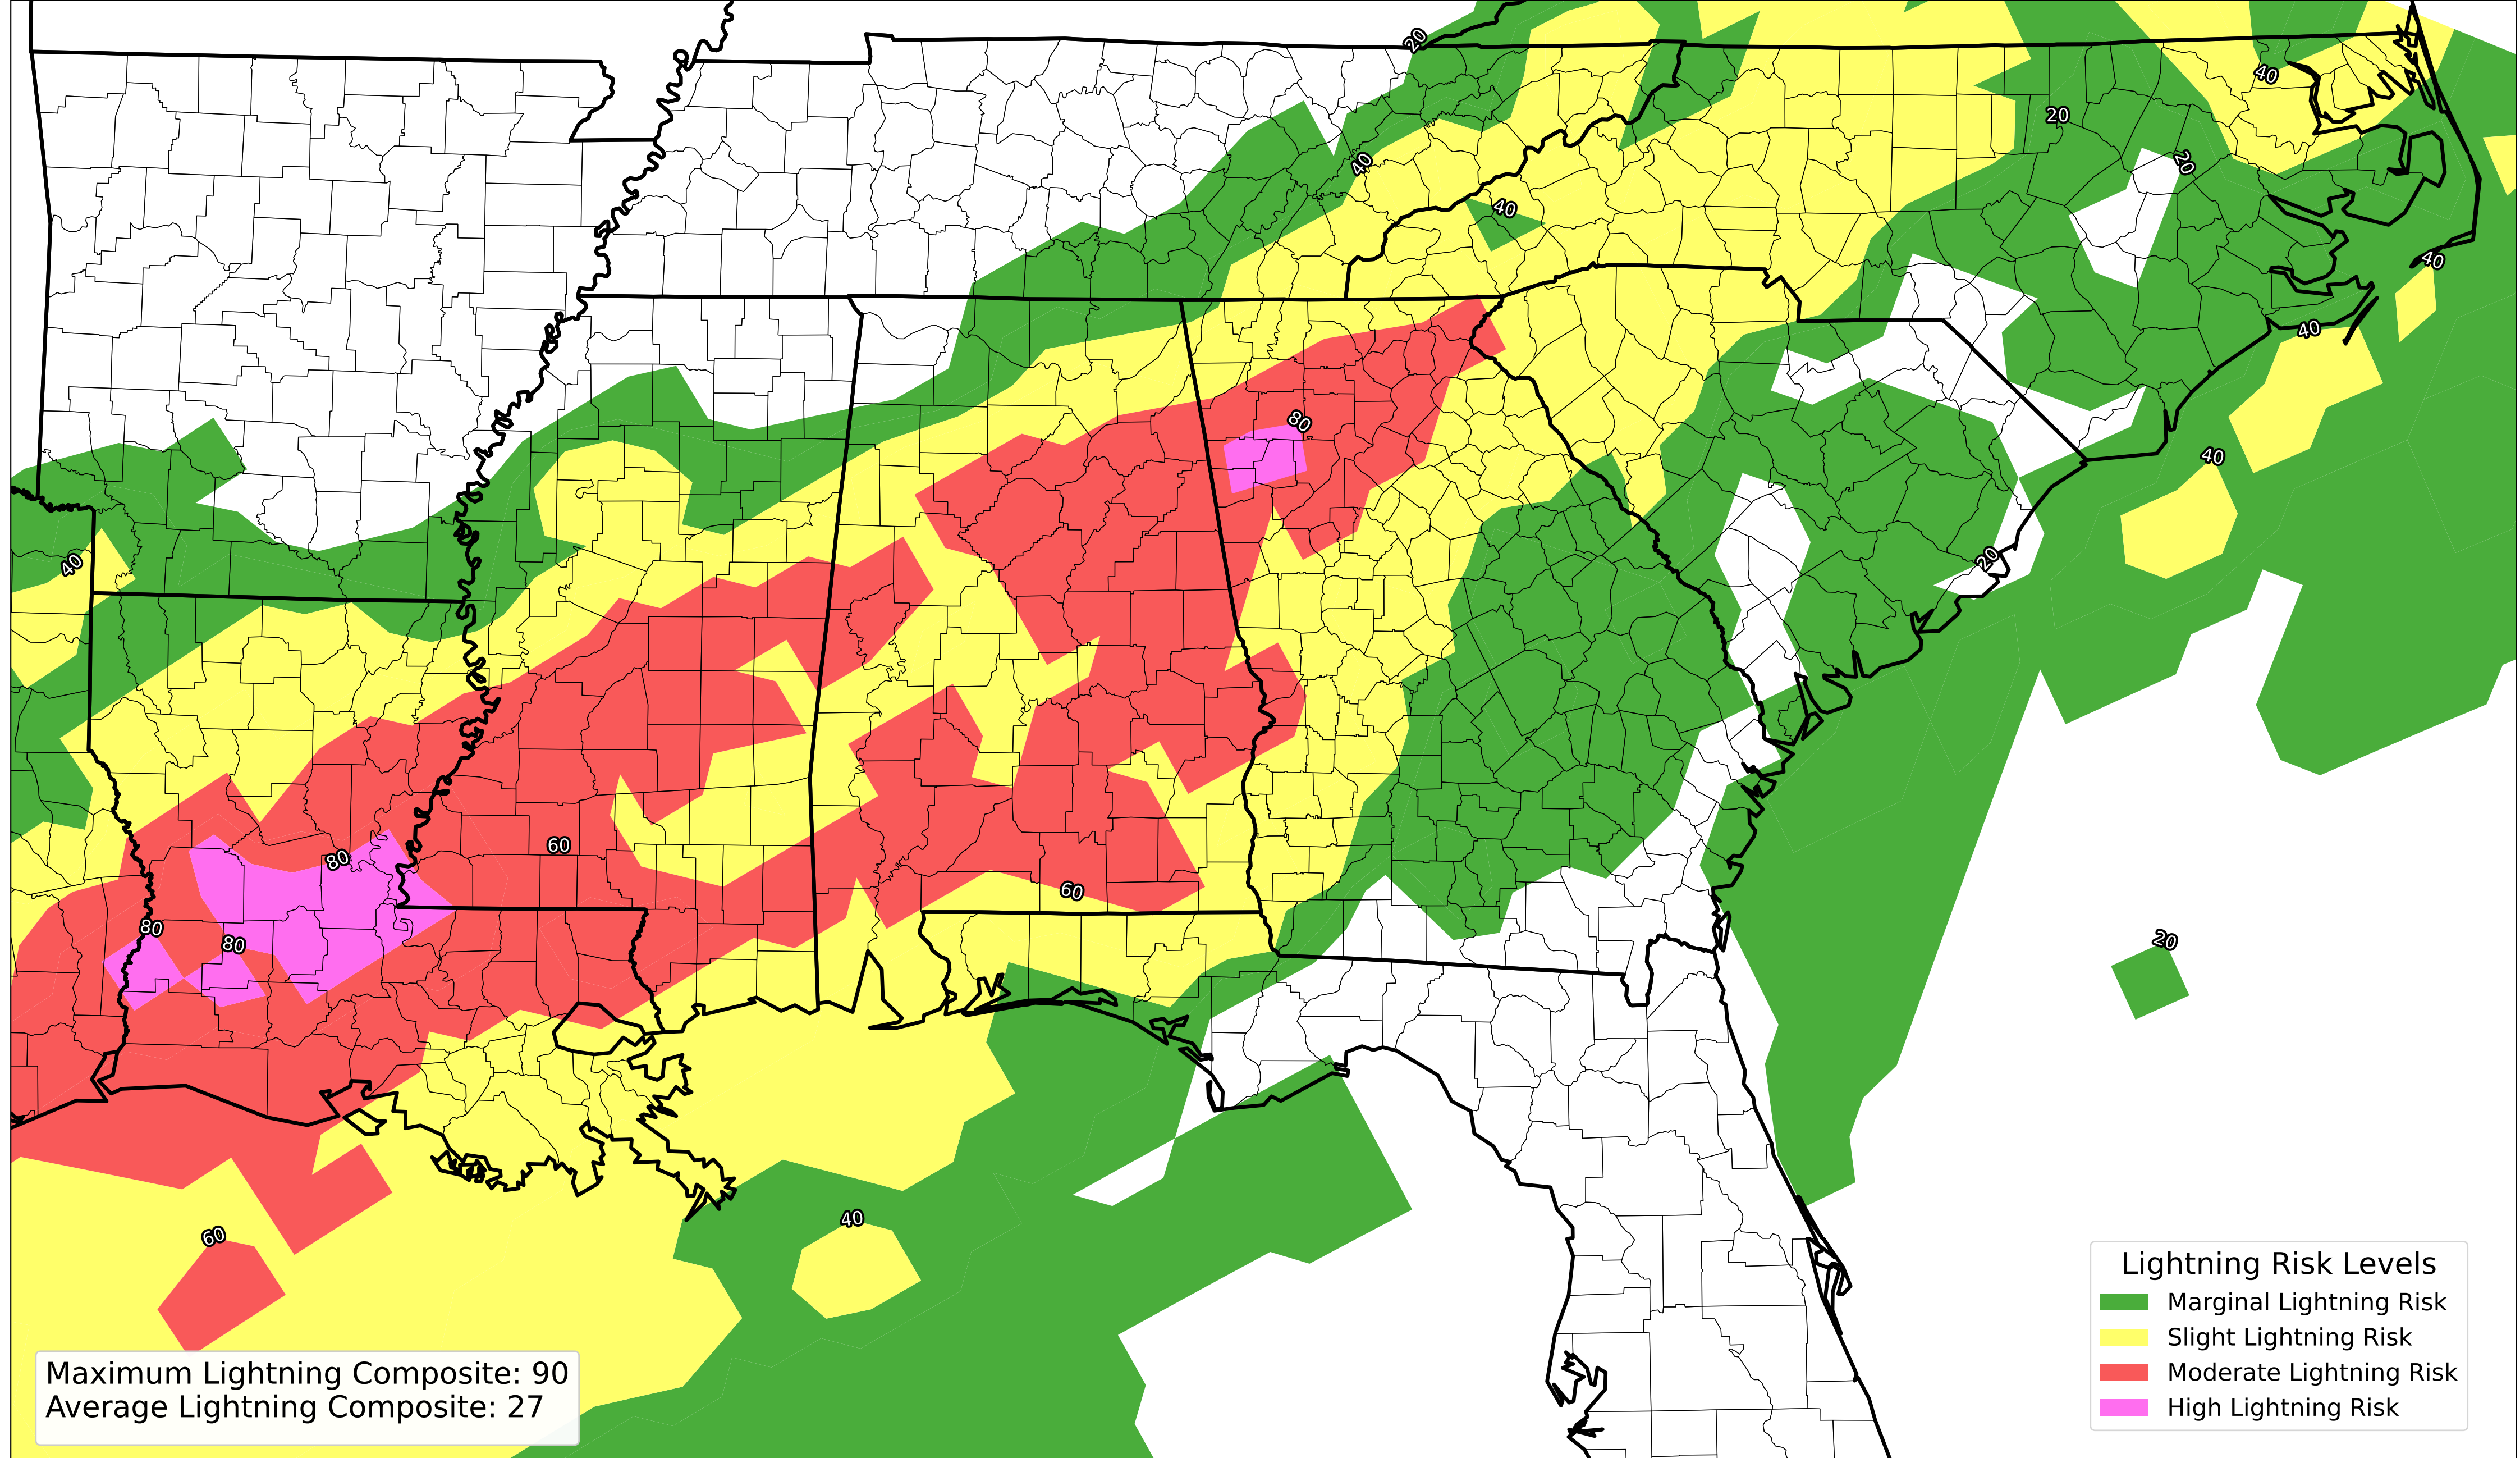 20
40
20
20
40
40
40
40
80
40
40
20
80
60
60
80
80
20
60
40
Lightning Risk Levels
Marginal Lightning Risk
Slight Lightning Risk
Moderate Lightning Risk
High Lightning Risk
Maximum Lightning Composite: 90
Average Lightning Composite: 27